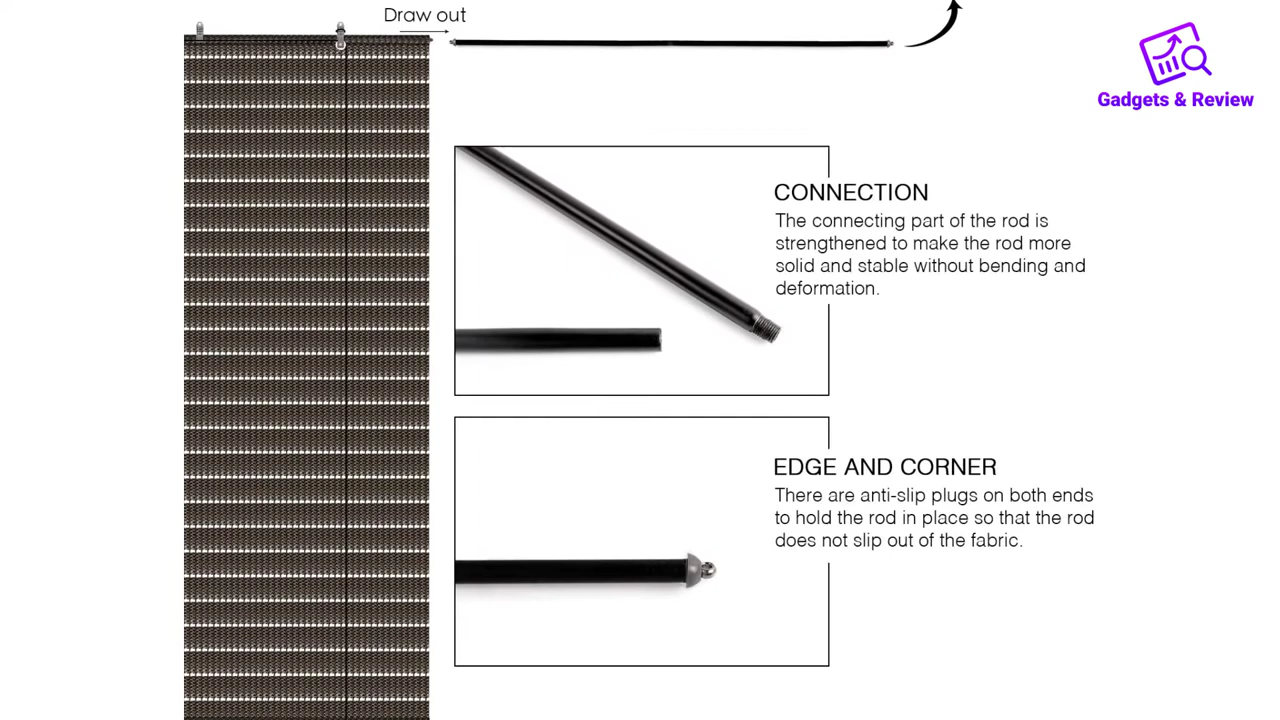 Draw out
Gadgets & Review
CONNECTION
The connecting part of the rod is
strengthened to make the rod more
solid and stable without bending and
deformation.
EDGE AND CORNER
There are anti-slip plugs on both ends
to hold the rod in place so that the rod
does not slip out of the fabric.